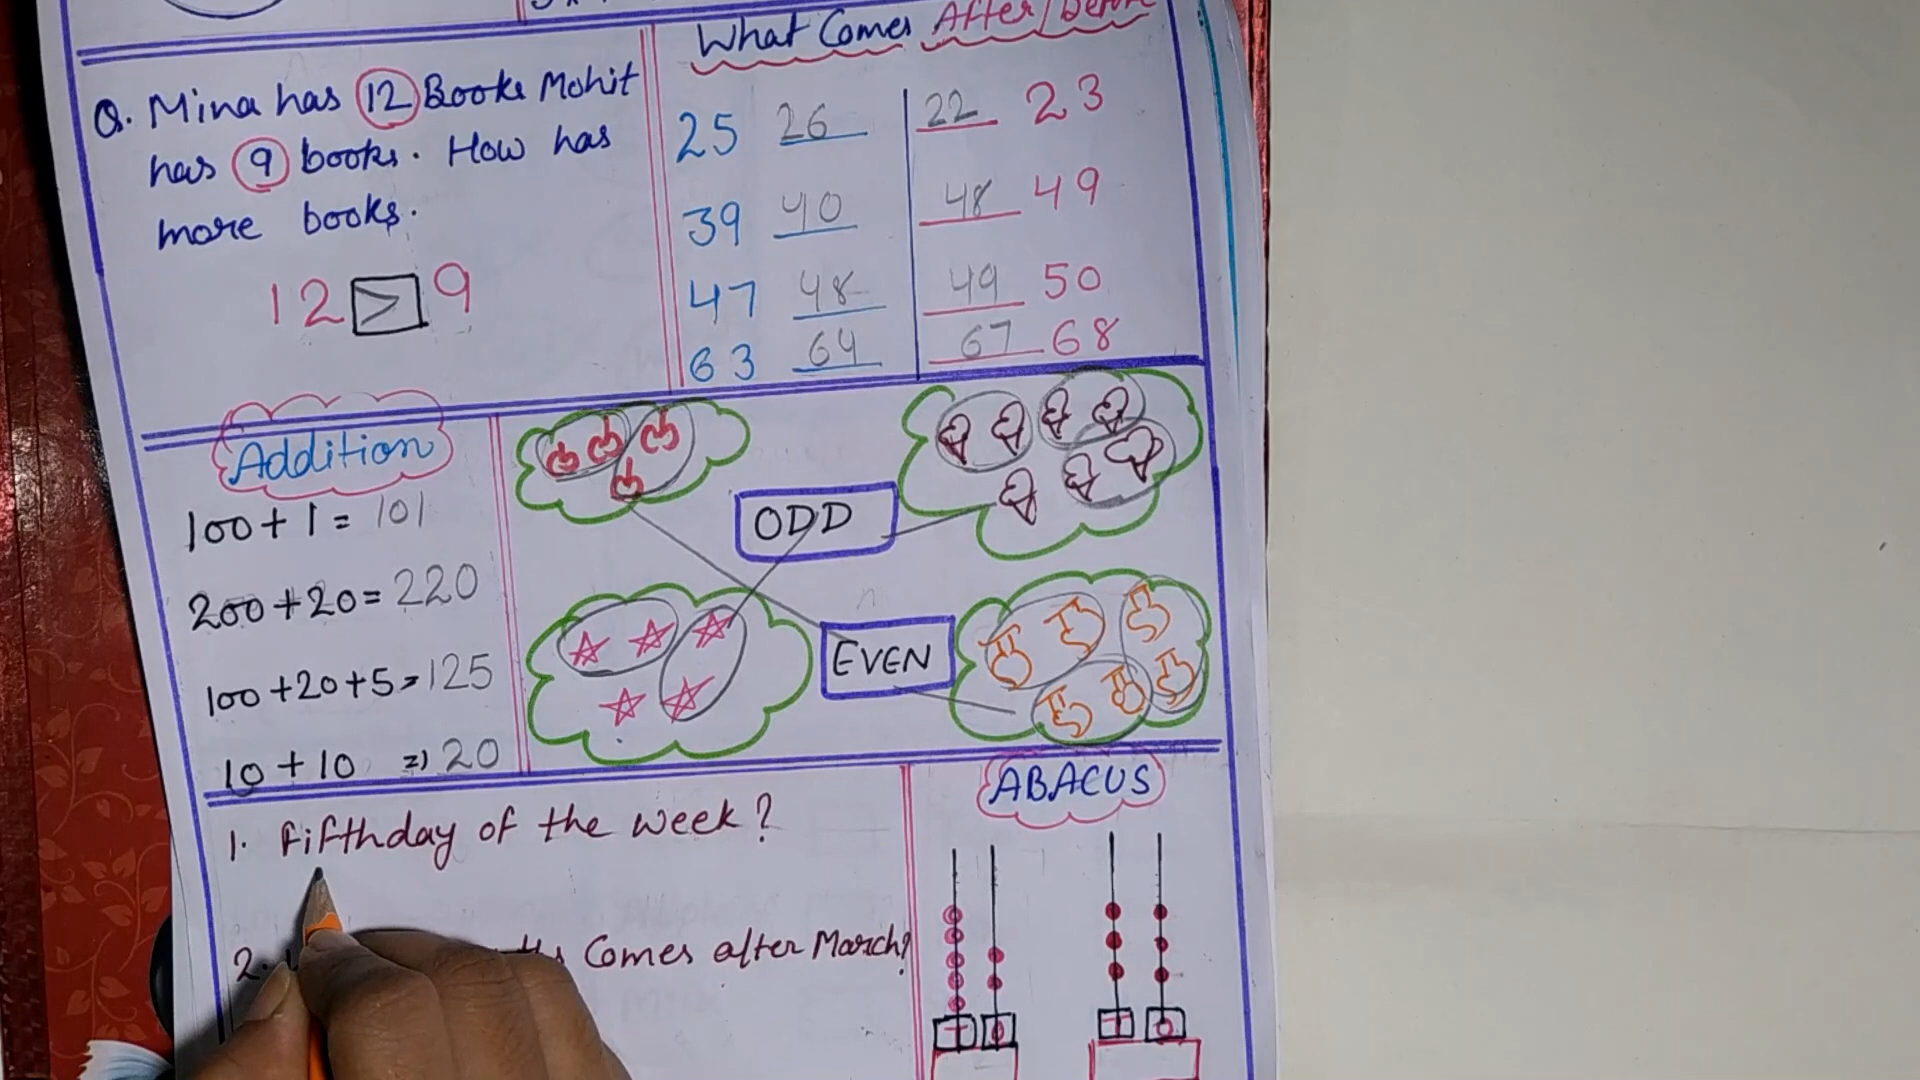 What Comes After/before
Q. Mina has 12 Books Mohit
has 9 books. How has
more books.
12 > 9
25 26
39 40
47 48
63 64
22 23
48 49
49 50
67 68
Addition
100+1= 101
200+20= 220
100+20+5= 125
10+10 => 20
ODD
EVEN
1. Fifthday of the week?
2. Comes after March?
ABACUS
T O
T O